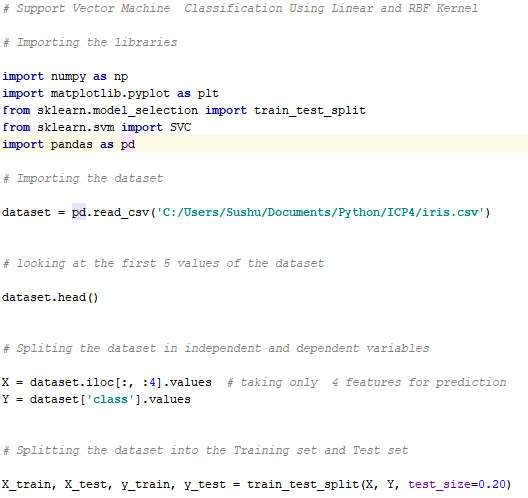 # Support Vector Machine  Classification Using Linear and RBF Kernel
# Importing the libraries
import numpy as np
import matplotlib.pyplot as plt
from sklearn.model_selection import train_test_split
from sklearn.svm import SVC
import pandas as pd
# Importing the dataset
dataset = pd.read_csv('C:/Users/Sushu/Documents/Python/ICP4/iris.csv')
# looking at the first 5 values of the dataset
dataset.head()
# Spliting the dataset in independent and dependent variables
X = dataset.iloc[:, :4].values  # taking only  4 features for prediction
Y = dataset['class'].values
# Splitting the dataset into the Training set and Test set
X_train, X_test, y_train, y_test = train_test_split(X, Y, test_size=0.20)